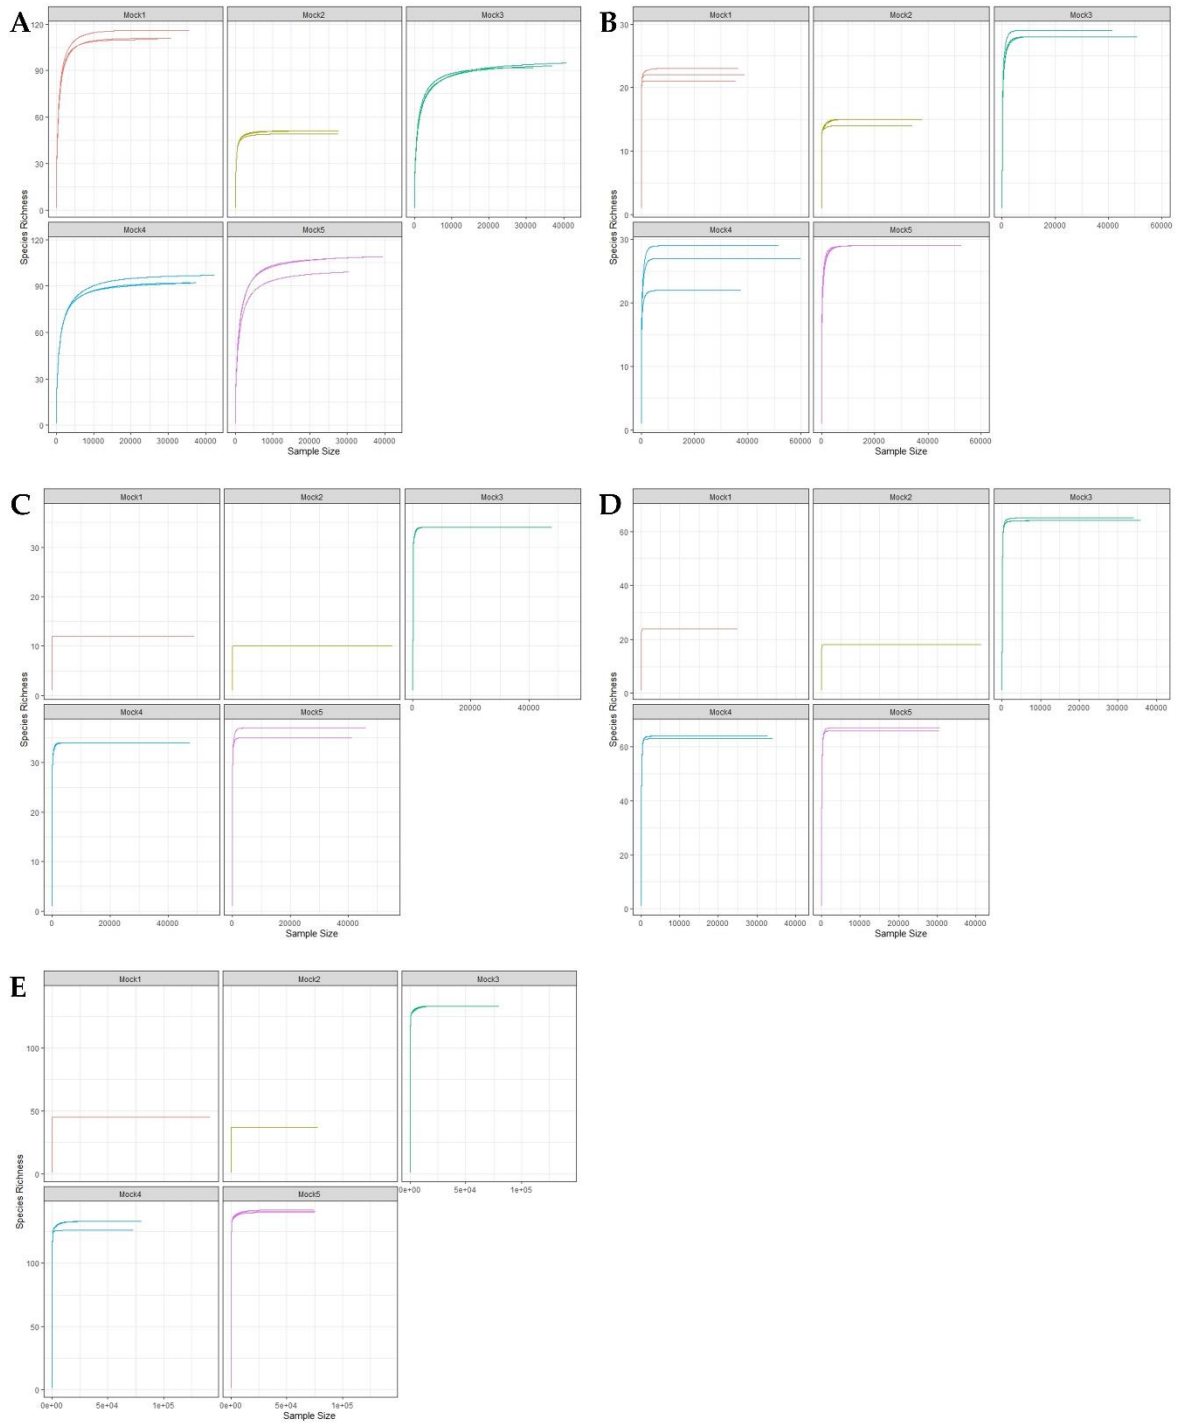 A
Mock1 Mock2 Mock3
120
90
60
30
0
0 10000 20000 30000 40000
Species Richness
Mock4 Mock5
120
90
60
30
0
0 10000 20000 30000 40000 0 10000 20000 30000 40000
Sample Size
B
Mock1 Mock2 Mock3
30
20
10
0
0 20000 40000 60000
Species Richness
Mock4 Mock5
30
20
10
0
0 20000 40000 60000 0 20000 40000 60000
Sample Size
C
Mock1 Mock2 Mock3
30
20
10
0
0 20000 40000
Species Richness
Mock4 Mock5
30
20
10
0
0 20000 40000 0 20000 40000
Sample Size
D
Mock1 Mock2 Mock3
60
40
20
0
0 10000 20000 30000 40000
Species Richness
Mock4 Mock5
60
40
20
0
0 10000 20000 30000 40000 0 10000 20000 30000 40000
Sample Size
E
Mock1 Mock2 Mock3
100
50
0
0e+00 5e+04 1e+05
Species Richness
Mock4 Mock5
100
50
0
0e+00 5e+04 1e+05 0e+00 5e+04 1e+05
Sample Size